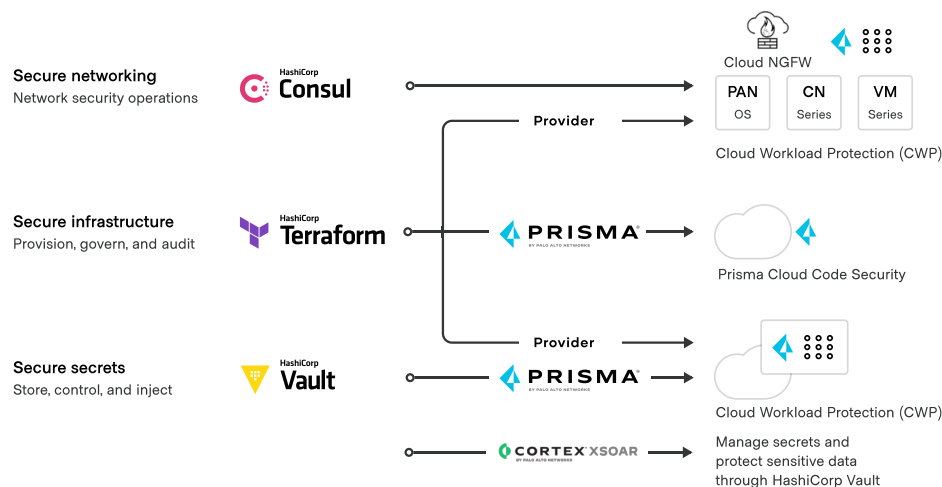 Secure networking
Network security operations
HashiCorp
Consul
Cloud NGFW
PAN
OS
CN
Series
VM
Series
Cloud Workload Protection (CWP)
Provider
Secure infrastructure
Provision, govern, and audit
HashiCorp
Terraform
PRISMA®
BY PALO ALTO NETWORKS
Prisma Cloud Code Security
Provider
Secure secrets
Store, control, and inject
HashiCorp
Vault
PRISMA®
BY PALO ALTO NETWORKS
Cloud Workload Protection (CWP)
CORTEX XSOAR
BY PALO ALTO NETWORKS
Manage secrets and
protect sensitive data
through HashiCorp Vault